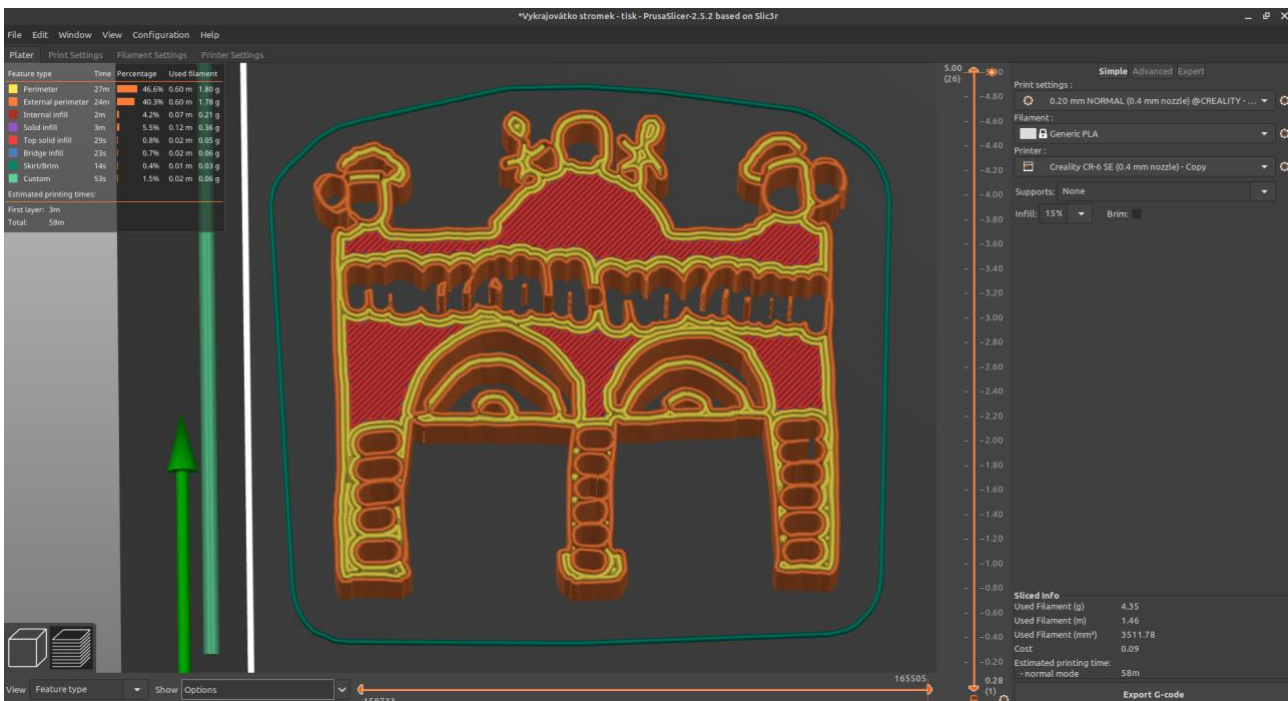 *Vykrajovátko stromek - tisk - PrusaSlicer-2.5.2 based on Slic3r
File Edit Window View Configuration Help
Plater Print Settings Filament Settings Printer Settings
Feature type Time Percentage Used filament
Perimeter 27m 46.6% 0.60 m 1.80 g
External perimeter 24m 40.3% 0.60 m 1.78 g
Internal infill 2m 4.2% 0.07 m 0.21 g
Solid infill 3m 5.5% 0.12 m 0.36 g
Top solid infill 29s 0.8% 0.02 m 0.05 g
Bridge infill 23s 0.7% 0.02 m 0.06 g
Skirt/Brim 14s 0.4% 0.01 m 0.03 g
Custom 53s 1.5% 0.02 m 0.06 g
Estimated printing times:
First layer: 3m
Total: 58m
5.00
(26)
4.80
4.60
4.40
4.20
4.00
3.80
3.60
3.40
3.20
3.00
2.80
2.60
2.40
2.20
2.00
1.80
1.60
1.40
1.20
1.00
0.80
0.60
0.40
0.20
0.28
(1)
Simple Advanced Expert
Print settings :
0.20 mm NORMAL (0.4 mm nozzle) @CREALITY - ...
Filament :
Generic PLA
Printer :
Creality CR-6 SE (0.4 mm nozzle) - Copy
Supports: None
Infill: 15% Brim:
Sliced Info
Used Filament (g) 4.35
Used Filament (m) 1.46
Used Filament (mm³) 3511.78
Cost 0.09
Estimated printing time:
- normal mode 58m
Export G-code
View Feature type Show Options
165505